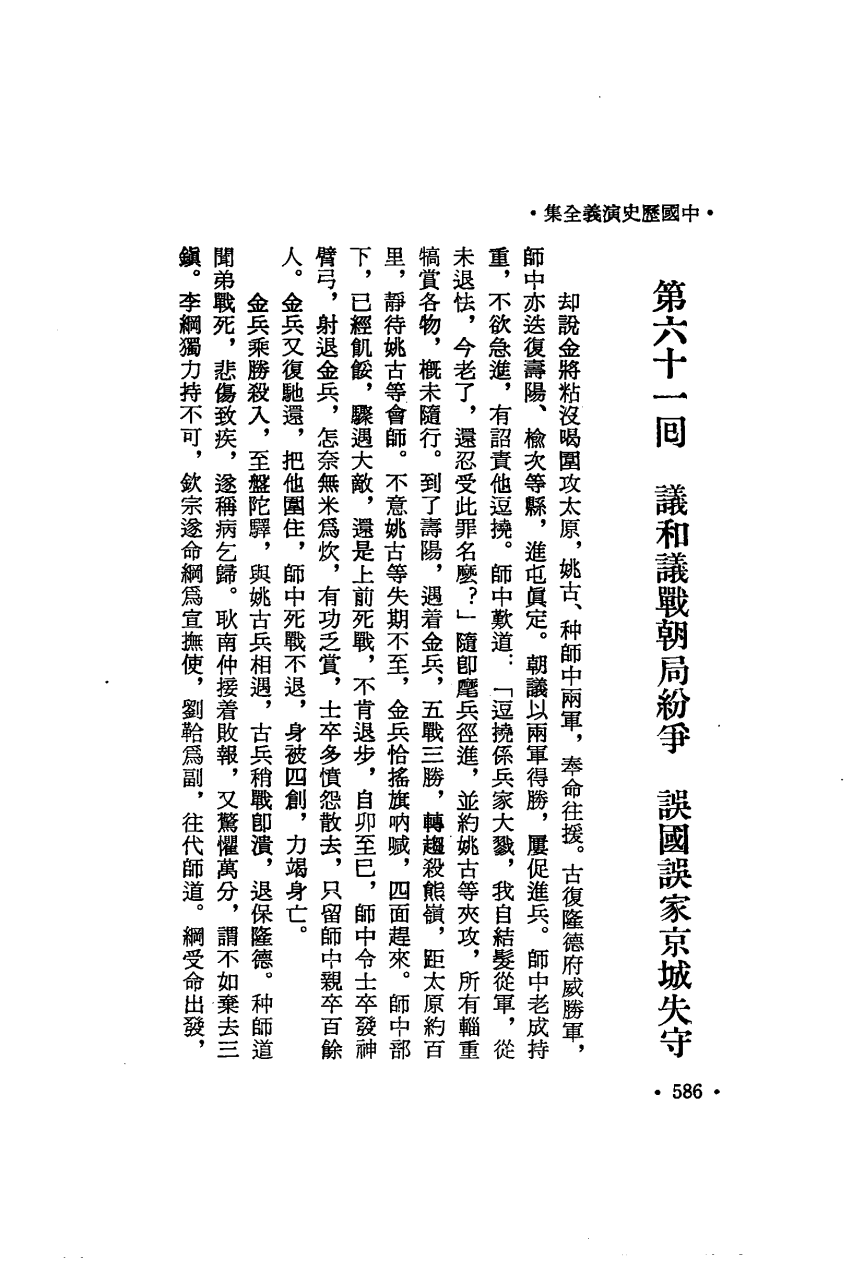 ·中國歷史演義全集·
第六十一回　議和議戰朝局紛爭　誤國誤家京城失守
却說金將粘沒喝圍攻太原，姚古、种師中兩軍，奉命往援。古復隆德府威勝軍，
師中亦迭復壽陽、榆次等縣，進屯眞定。朝議以兩軍得勝，屢促進兵。師中老成持
重，不欲急進，有詔責他逗撓。師中歎道：「逗撓係兵家大戮，我自結髮從軍，從
未退怯，今老了，還忍受此罪名麼？」隨卽麾兵徑進，並約姚古等夾攻，所有輜重
犒賞各物，槪未隨行。到了壽陽，遇着金兵，五戰三勝，轉趨殺熊嶺，距太原約百
里，靜待姚古等會師。不意姚古等失期不至，金兵恰搖旗吶喊，四面趕來。師中部
下，已經飢餒，驟遇大敵，還是上前死戰，不肯退步，自卯至巳，師中令士卒發神
臂弓，射退金兵，怎奈無米爲炊，有功乏賞，士卒多憤怨散去，只留師中親卒百餘
人。金兵又復馳還，把他圍住，師中死戰不退，身被四創，力竭身亡。
金兵乘勝殺入，至盤陀驛，與姚古兵相遇，古兵稍戰卽潰，退保隆德。种師道
聞弟戰死，悲傷致疾，遂稱病乞歸。耿南仲接着敗報，又驚懼萬分，謂不如棄去三
鎭。李綱獨力持不可，欽宗遂命綱爲宣撫使，劉鞈爲副，往代師道。綱受命出發，
·586·